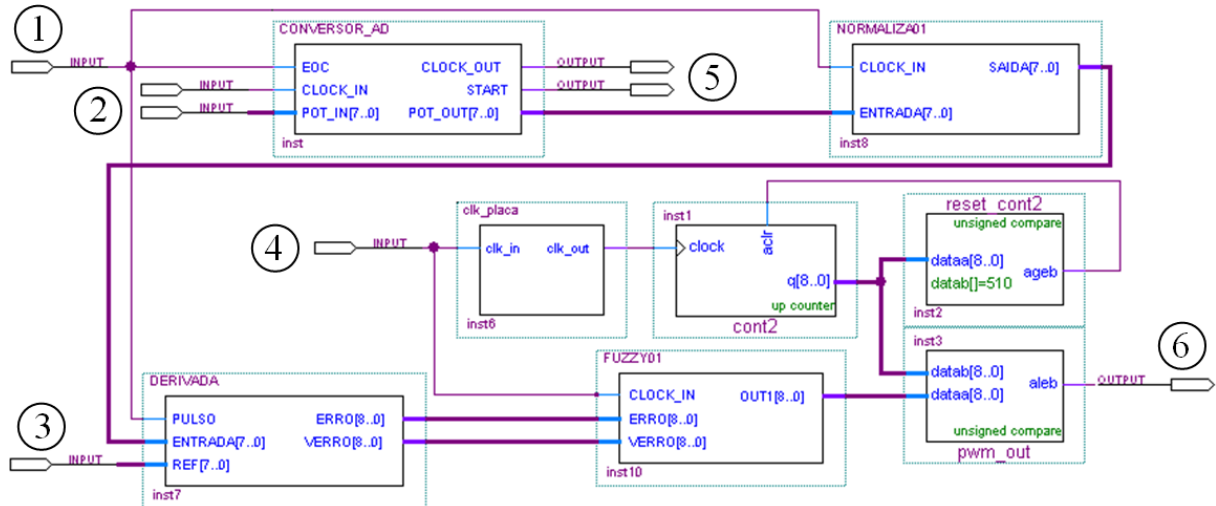 1
INPUT
2
INPUT
INPUT
CONVERSOR_AD
EOC
CLOCK_IN
POT_IN[7..0]
CLOCK_OUT
START
POT_OUT[7..0]
inst
OUTPUT
OUTPUT
5
NORMALIZA01
CLOCK_IN
ENTRADA[7..0]
SAIDA[7..0]
inst8
4
INPUT
clk_placa
clk_in
clk_out
inst6
inst1
clock
aclr
q[8..0]
up counter
cont2
reset_cont2
unsigned compare
dataa[8..0]
datab[]=510
ageb
inst2
3
INPUT
DERIVADA
PULSO
ENTRADA[7..0]
REF[7..0]
ERRO[8..0]
VERRO[8..0]
inst7
FUZZY01
CLOCK_IN
ERRO[8..0]
VERRO[8..0]
OUT1[8..0]
inst10
inst3
datab[8..0]
dataa[8..0]
aleb
unsigned compare
pwm_out
OUTPUT
6